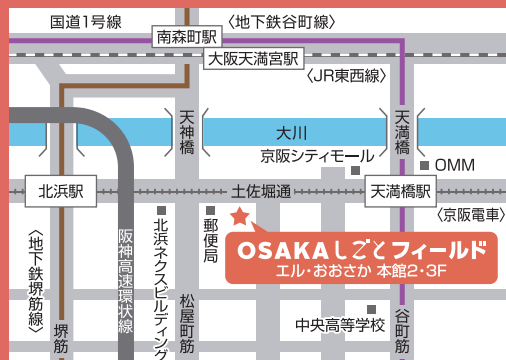 国道1号線
〈地下鉄谷町線〉
南森町駅
大阪天満宮駅
〈JR東西線〉
天神橋
大川
天満橋
京阪シティモール
OMM
北浜駅
土佐堀通
天満橋駅
〈京阪電車〉
〈地下鉄堺筋線〉
阪神高速環状線
北浜ネクスビルディング
郵便局
OSAKAしごとフィールド
エル・おおさか 本館2・3F
堺筋
松屋町筋
中央高等学校
谷町筋